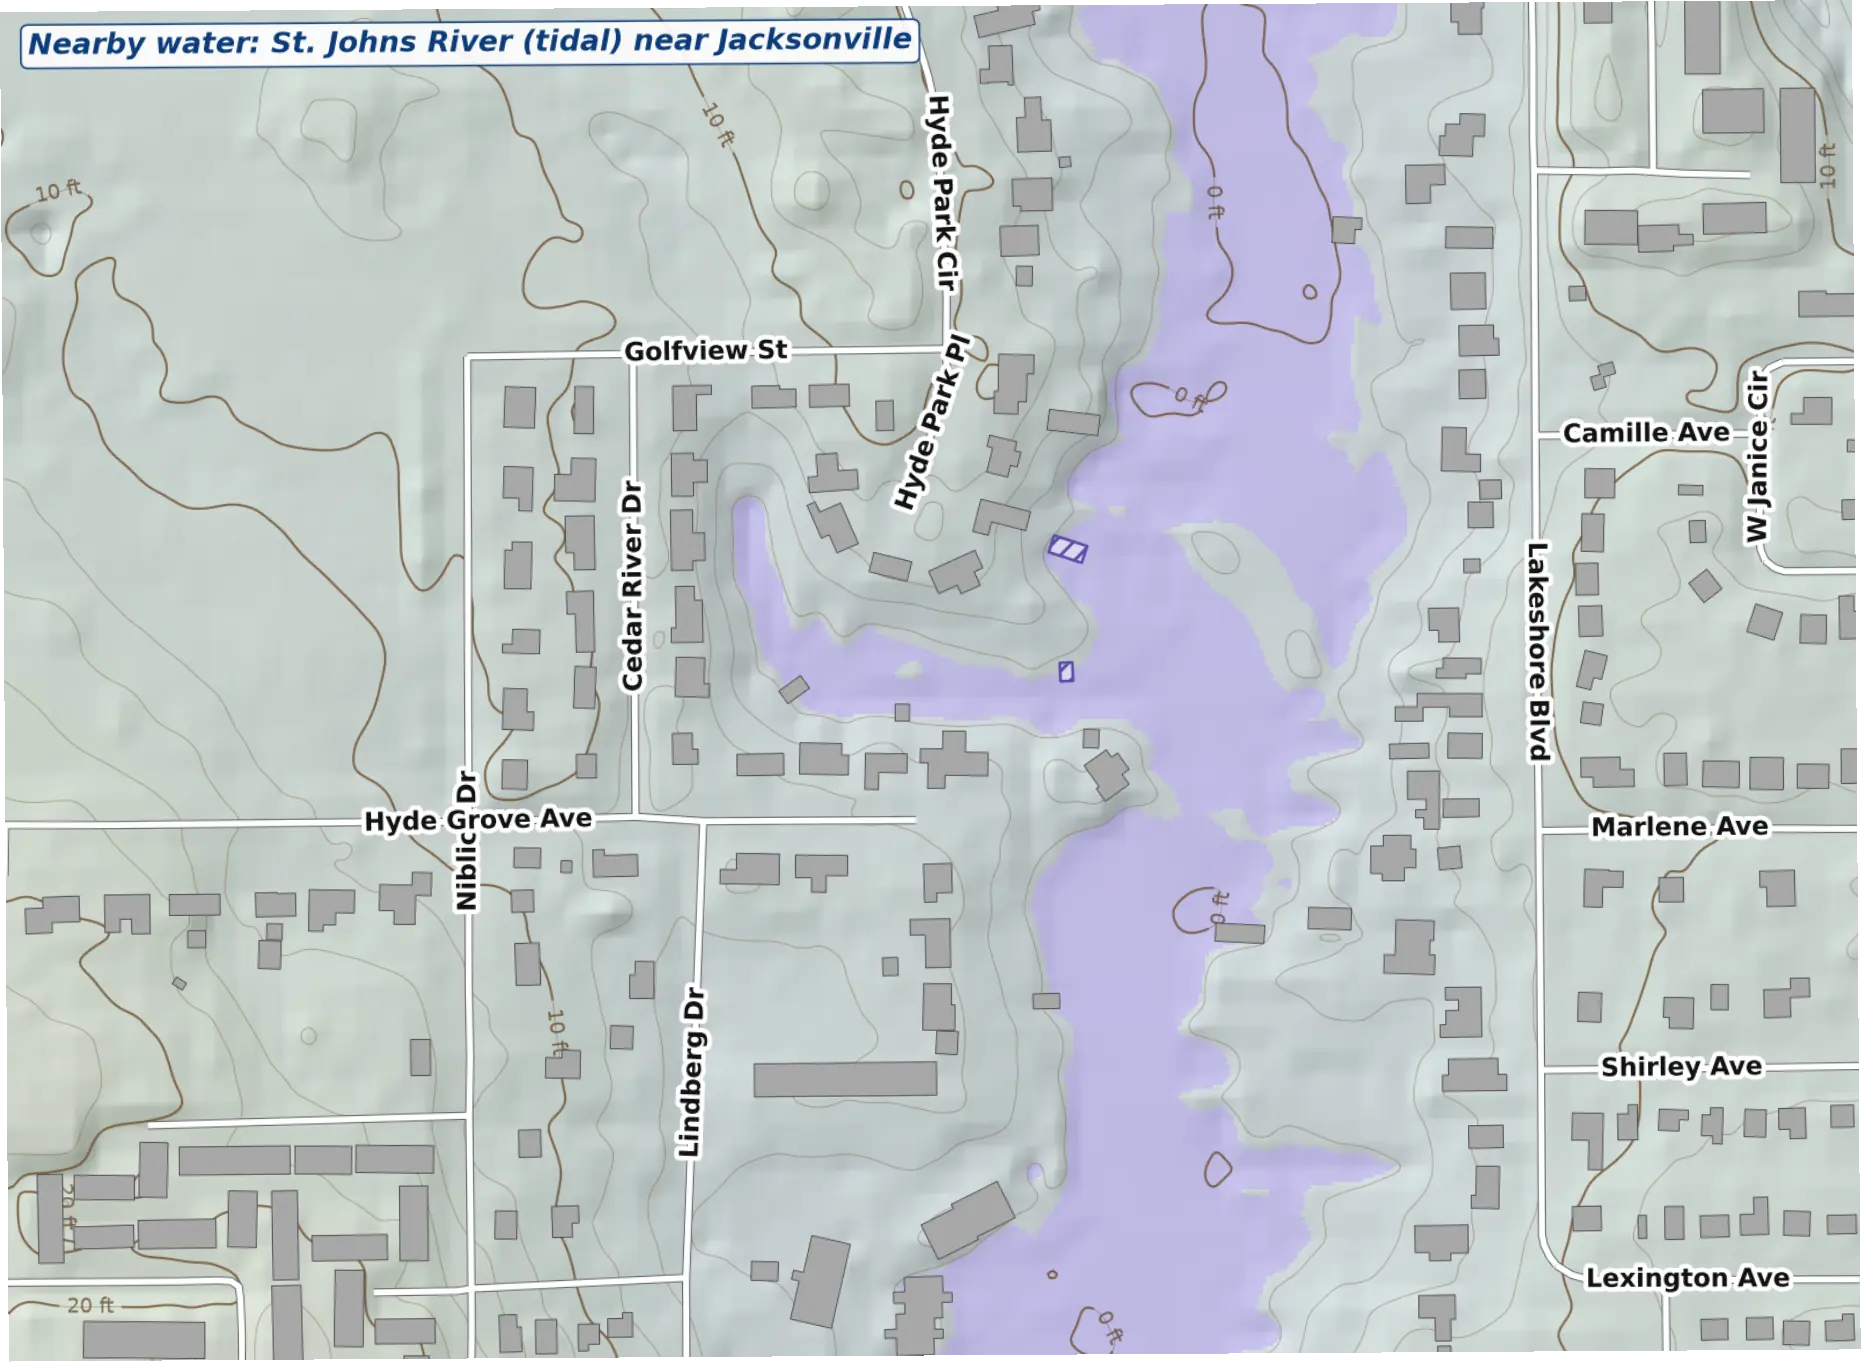 Nearby water: St. Johns River (tidal) near Jacksonville
10 ft
10 ft
10 ft
Hyde Park Cir
0 ft
Golfview St
Hyde Park Pl
0 ft
W Janice Cir
Camille Ave
Cedar River Dr
Lakeshore Blvd
Niblick Dr
Hyde Grove Ave
Marlene Ave
0 ft
10 ft
Lindberg Dr
Shirley Ave
20 ft
Lexington Ave
20 ft
0 ft